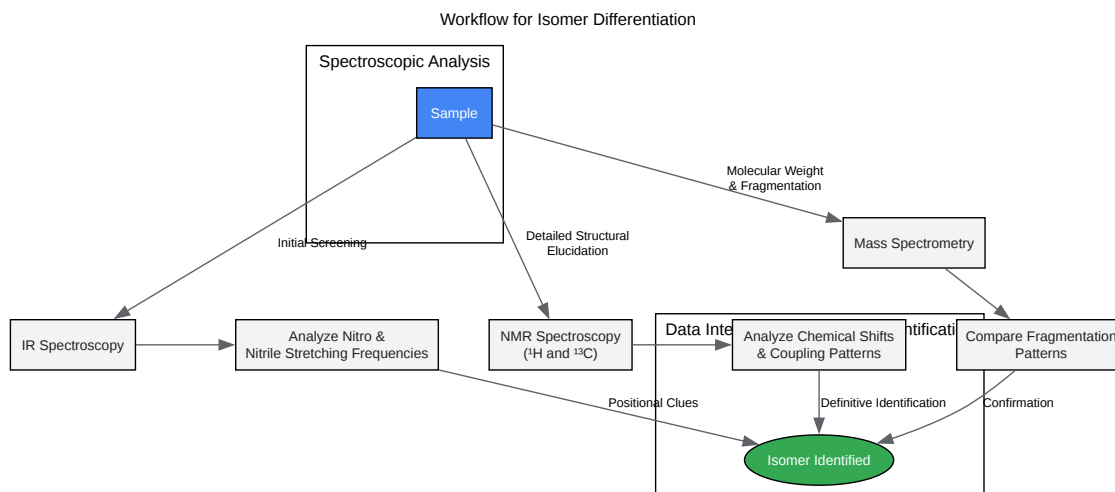 Workflow for Isomer Differentiation
Spectroscopic Analysis
Sample
Molecular Weight
& Fragmentation
Initial Screening
Detailed Structural
Elucidation
Mass Spectrometry
IR Spectroscopy
Analyze Nitro &
Nitrile Stretching Frequencies
NMR Spectroscopy
(¹H and ¹³C)
Data
Analyze Chemical Shifts
& Coupling Patterns
Compare Fragmentation
Patterns
Positional Clues
Definitive Identification
Confirmation
Isomer Identified